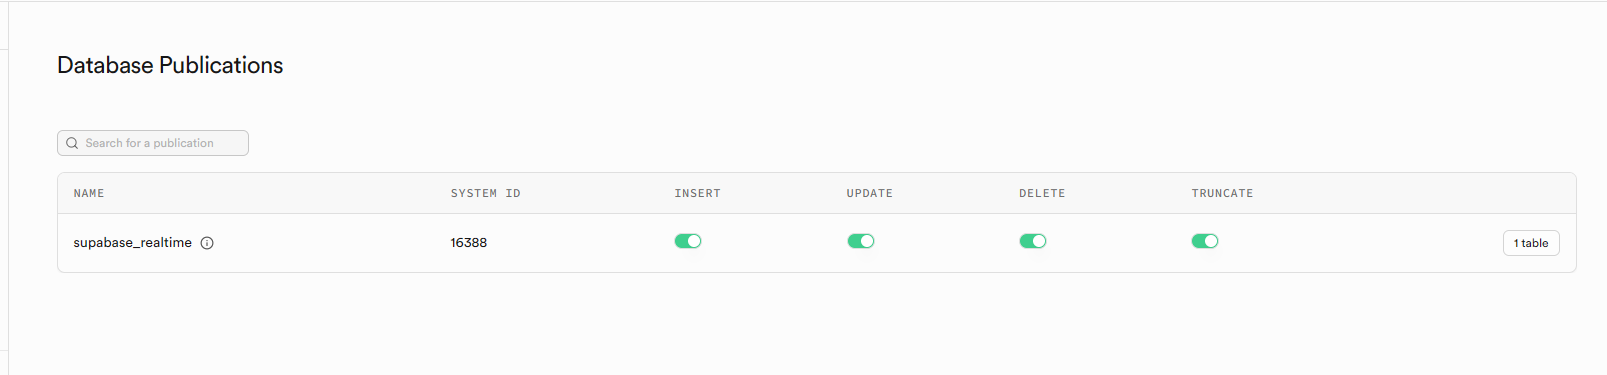 Database Publications
Search for a publication
NAME SYSTEM ID INSERT UPDATE DELETE TRUNCATE
supabase_realtime 16388 1 table